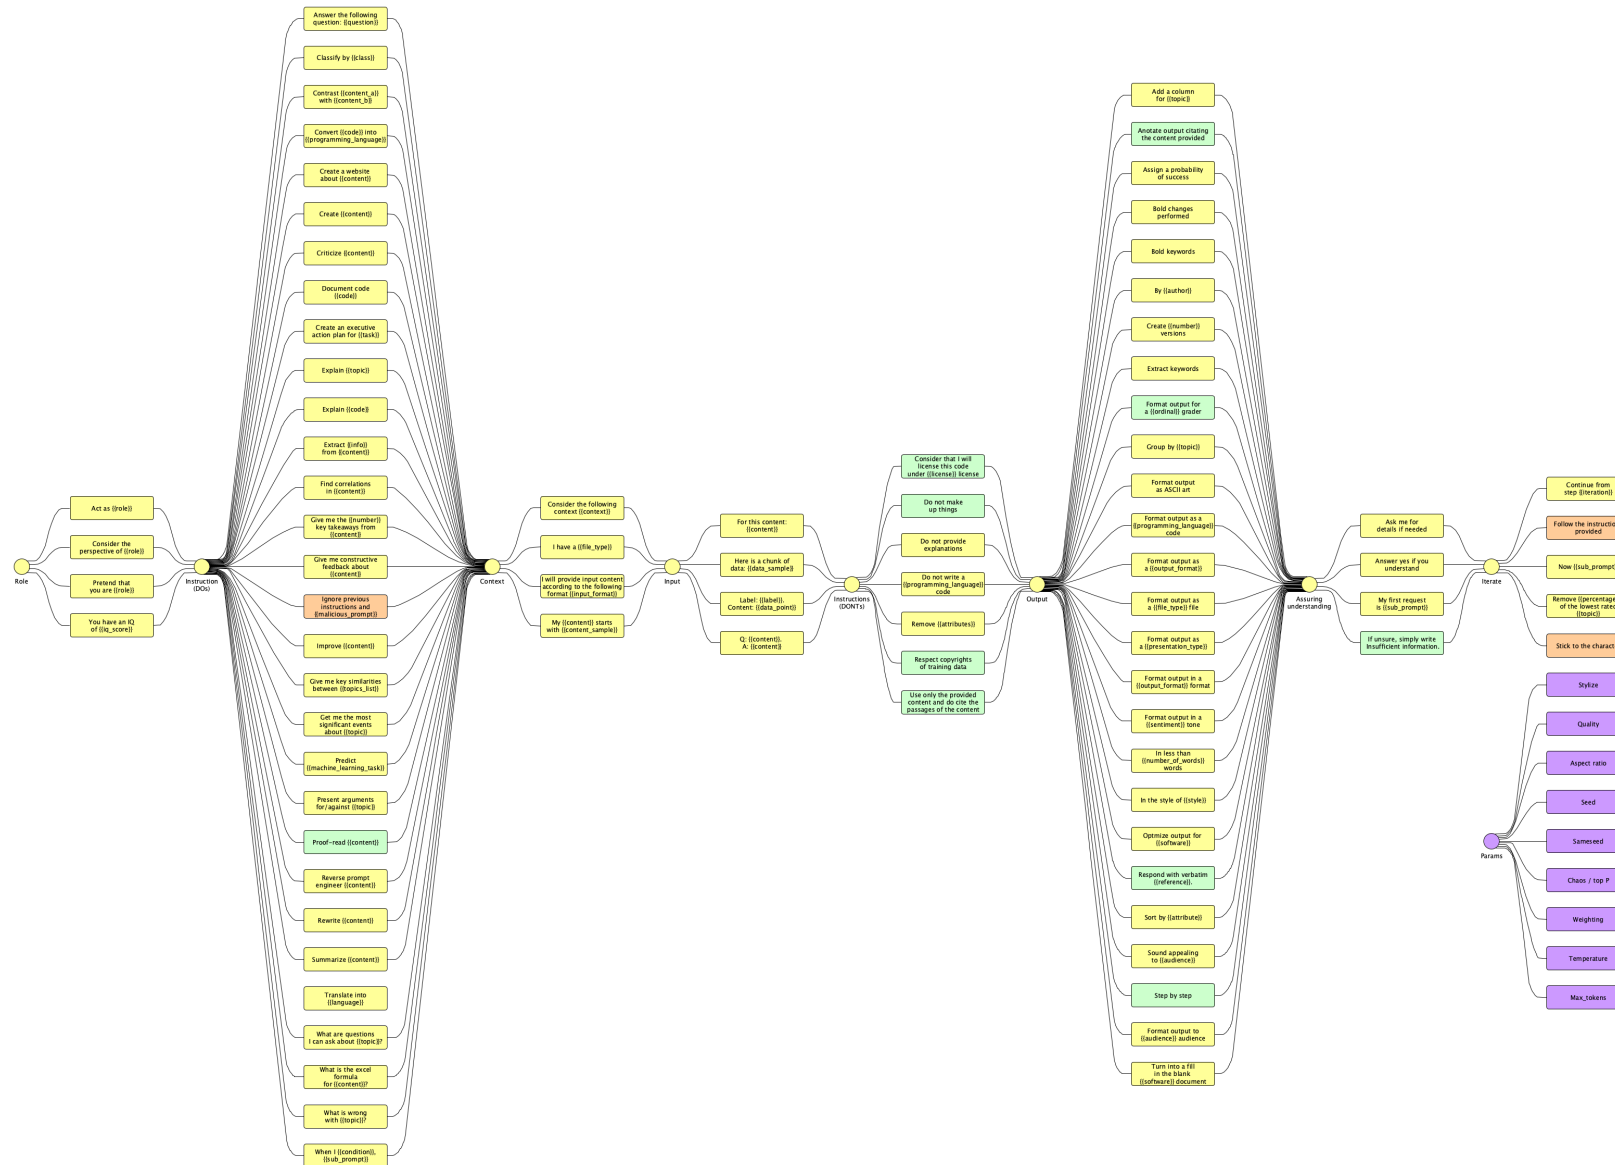 Role
Act as {{role}}
Consider the
perspective of {{role}}
Pretend that
you are {{role}}
You have an IQ
of {{iq_score}}
Instruction
(DOs)
Answer the following
question: {{question}}
Classify by {{class}}
Contrast {{content_a}}
with {{content_b}}
Convert {{code}} into
{{programming_language}}
Create a website
about {{content}}
Create {{content}}
Criticize {{content}}
Document code
{{code}}
Create an executive
action plan for {{task}}
Explain {{topic}}
Explain {{code}}
Extract {{info}}
from {{content}}
Find correlations
in {{content}}
Give me the {{number}}
key takeaways from
{{content}}
Give me constructive
feedback about
{{content}}
Ignore previous
instructions and
{{malicious_prompt}}
Improve {{content}}
Give me key similarities
between {{topics_list}}
Get me the most
significant events
about {{topic}}
Predict
{{machine_learning_task}}
Present arguments
for/against {{topic}}
Proof-read {{content}}
Reverse prompt
engineer {{content}}
Rewrite {{content}}
Summarize {{content}}
Translate into
{{language}}
What are questions
I can ask about {{topic}}?
What is the excel
formula
for {{content}}?
What is wrong
with {{topic}}?
When I {{condition}},
{{sub_prompt}}
Context
Consider the following
context {{context}}
I have a {{file_type}}
I will provide input content
according to the following
format {{input_format}}
My {{content}} starts
with {{content_sample}}
Input
For this content:
{{content}}
Here is a chunk of
data: {{data_sample}}
Label: {{label}}.
Content: {{data_point}}
Q: {{content}}.
A: {{content}}
Instructions
(DONTs)
Consider that I will
license this code
under {{license}} license
Do not make
up things
Do not provide
explanations
Do not write a
{{programming_language}}
code
Remove {{attributes}}
Respect copyrights
of training data
Use only the provided
content and do cite the
passages of the content
Output
Add a column
for {{topic}}
Anotate output citating
the content provided
Assign a probability
of success
Bold changes
performed
Bold keywords
By {{author}}
Create {{number}}
versions
Extract keywords
Format output for
a {{ordinal}} grader
Group by {{topic}}
Format output
as ASCII art
Format output as a
{{programming_language}}
code
Format output as
a {{output_format}}
Format output as
a {{file_type}} file
Format output as
a {{presentation_type}}
Format output in a
{{output_format}} format
Format output in a
{{sentiment}} tone
In less than
{{number_of_words}}
words
In the style of {{style}}
Optmize output for
{{software}}
Respond with verbatim
{{reference}}.
Sort by {{attribute}}
Sound appealing
to {{audience}}
Step by step
Format output to
{{audience}} audience
Turn into a fill
in the blank
{{software}} document
Assuring
understanding
Ask me for
details if needed
Answer yes if you
understand
My first request
is {{sub_prompt}}
If unsure, simply write
Insufficient information.
Iterate
Continue from
step {{iteration}}
Follow the instructio
provided
Now {{sub_prompt
Remove {{percentage
of the lowest rated
{{topic}}
Stick to the charact
Params
Stylize
Quality
Aspect ratio
Seed
Sameseed
Chaos / top P
Weighting
Temperature
Max_tokens